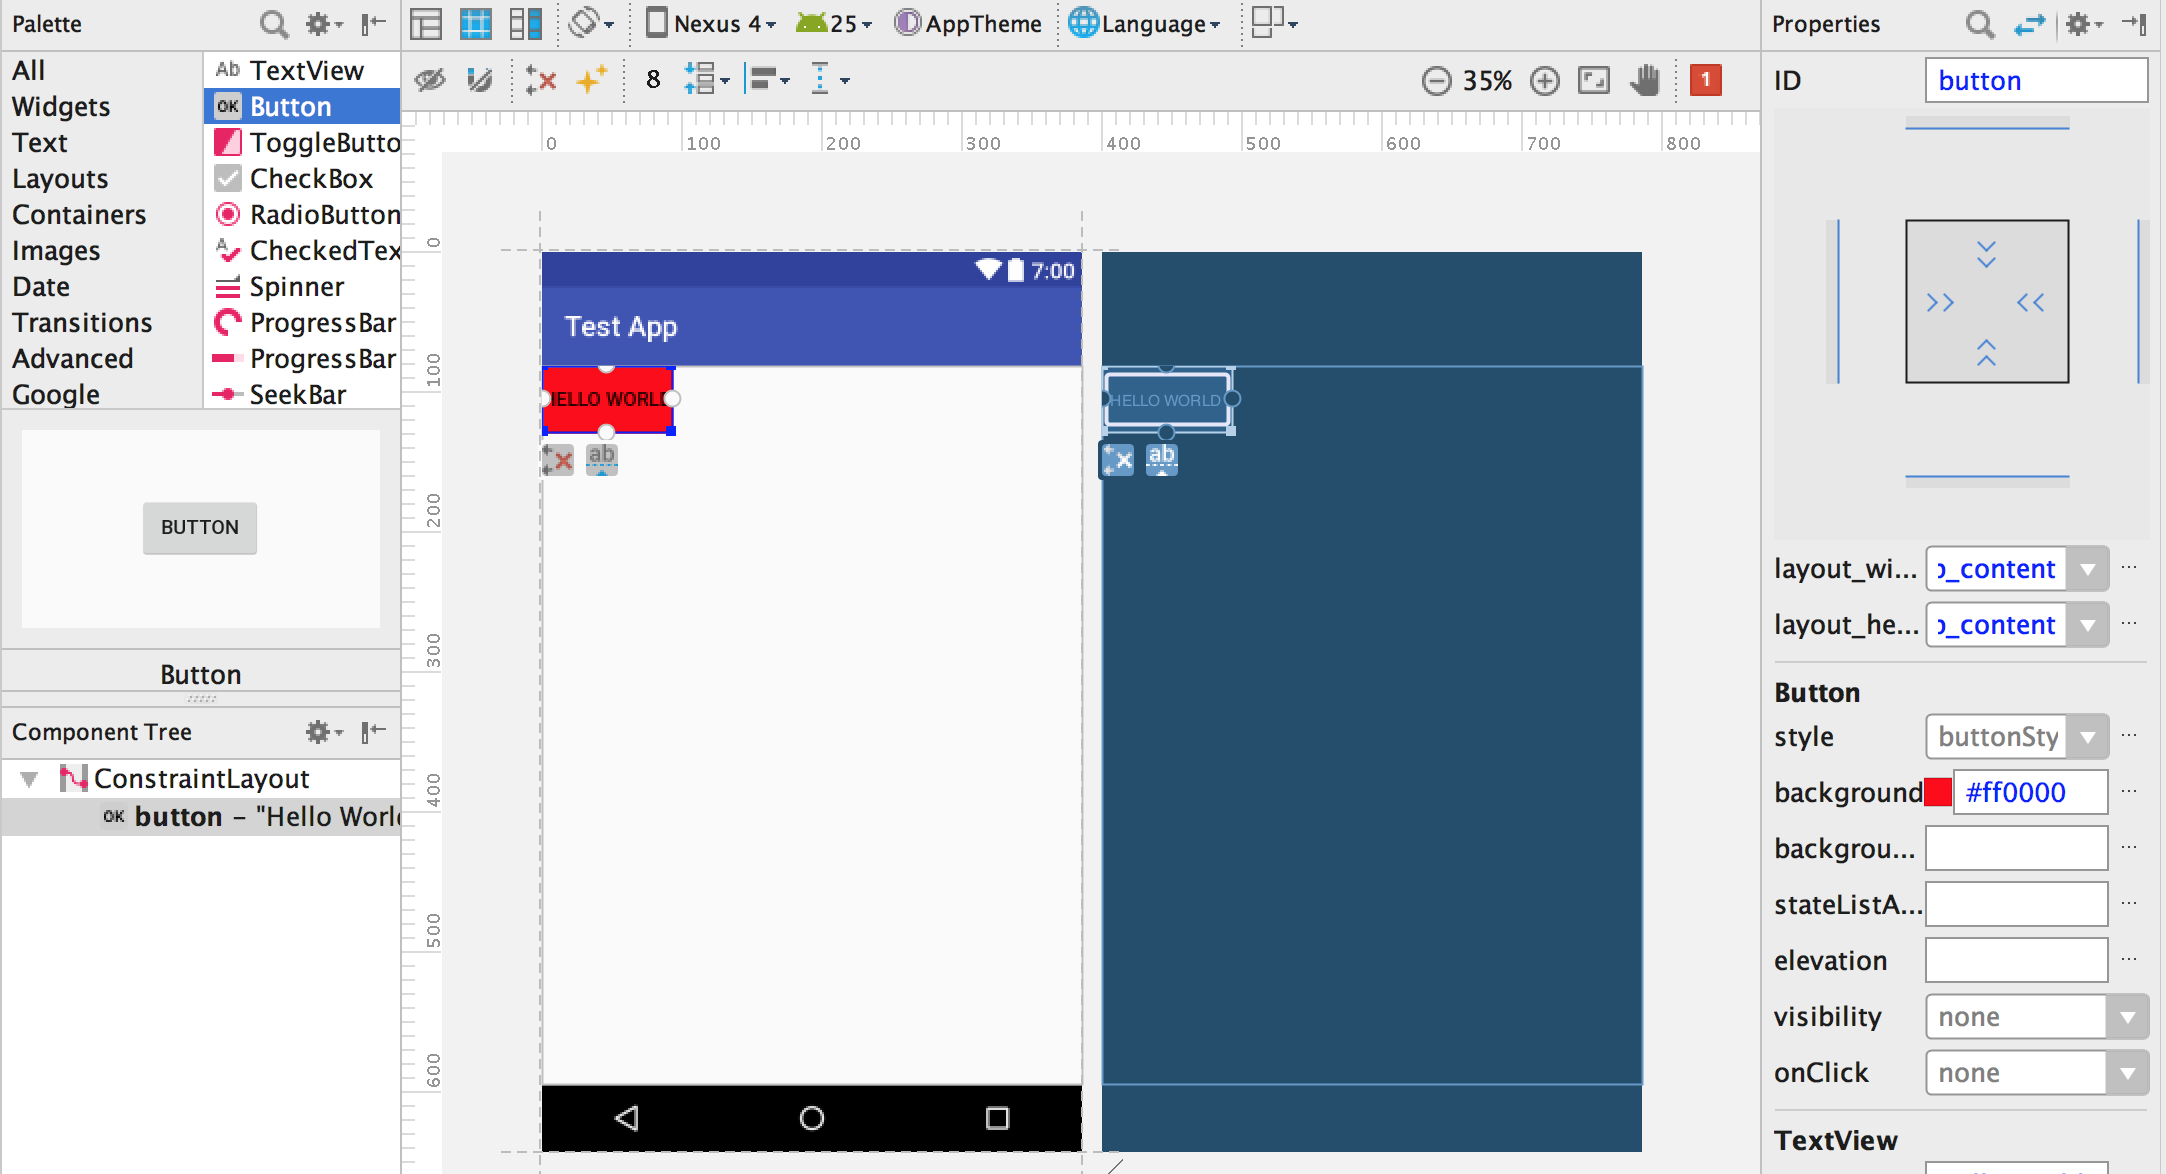 Palette
Nexus 4
25
AppTheme
Language
Properties
All
Widgets
Text
Layouts
Containers
Images
Date
Transitions
Advanced
Google
Ab TextView
OK Button
ToggleButto
CheckBox
RadioButton
CheckedTex
Spinner
ProgressBar
ProgressBar
SeekBar
BUTTON
Button
Component Tree
ConstraintLayout
OK button – "Hello Worl
8
35%
1
0 100 200 300 400 500 600 700 800
0
100
200
300
400
500
600
7:00
Test App
HELLO WORLD
ab
HELLO WORLD
ab
ID button
layout_wi... _content ...
layout_he... _content ...
Button
style buttonSty ...
background #ff0000 ...
backgrou... ...
stateListA... ...
elevation ...
visibility none
onClick none
TextView